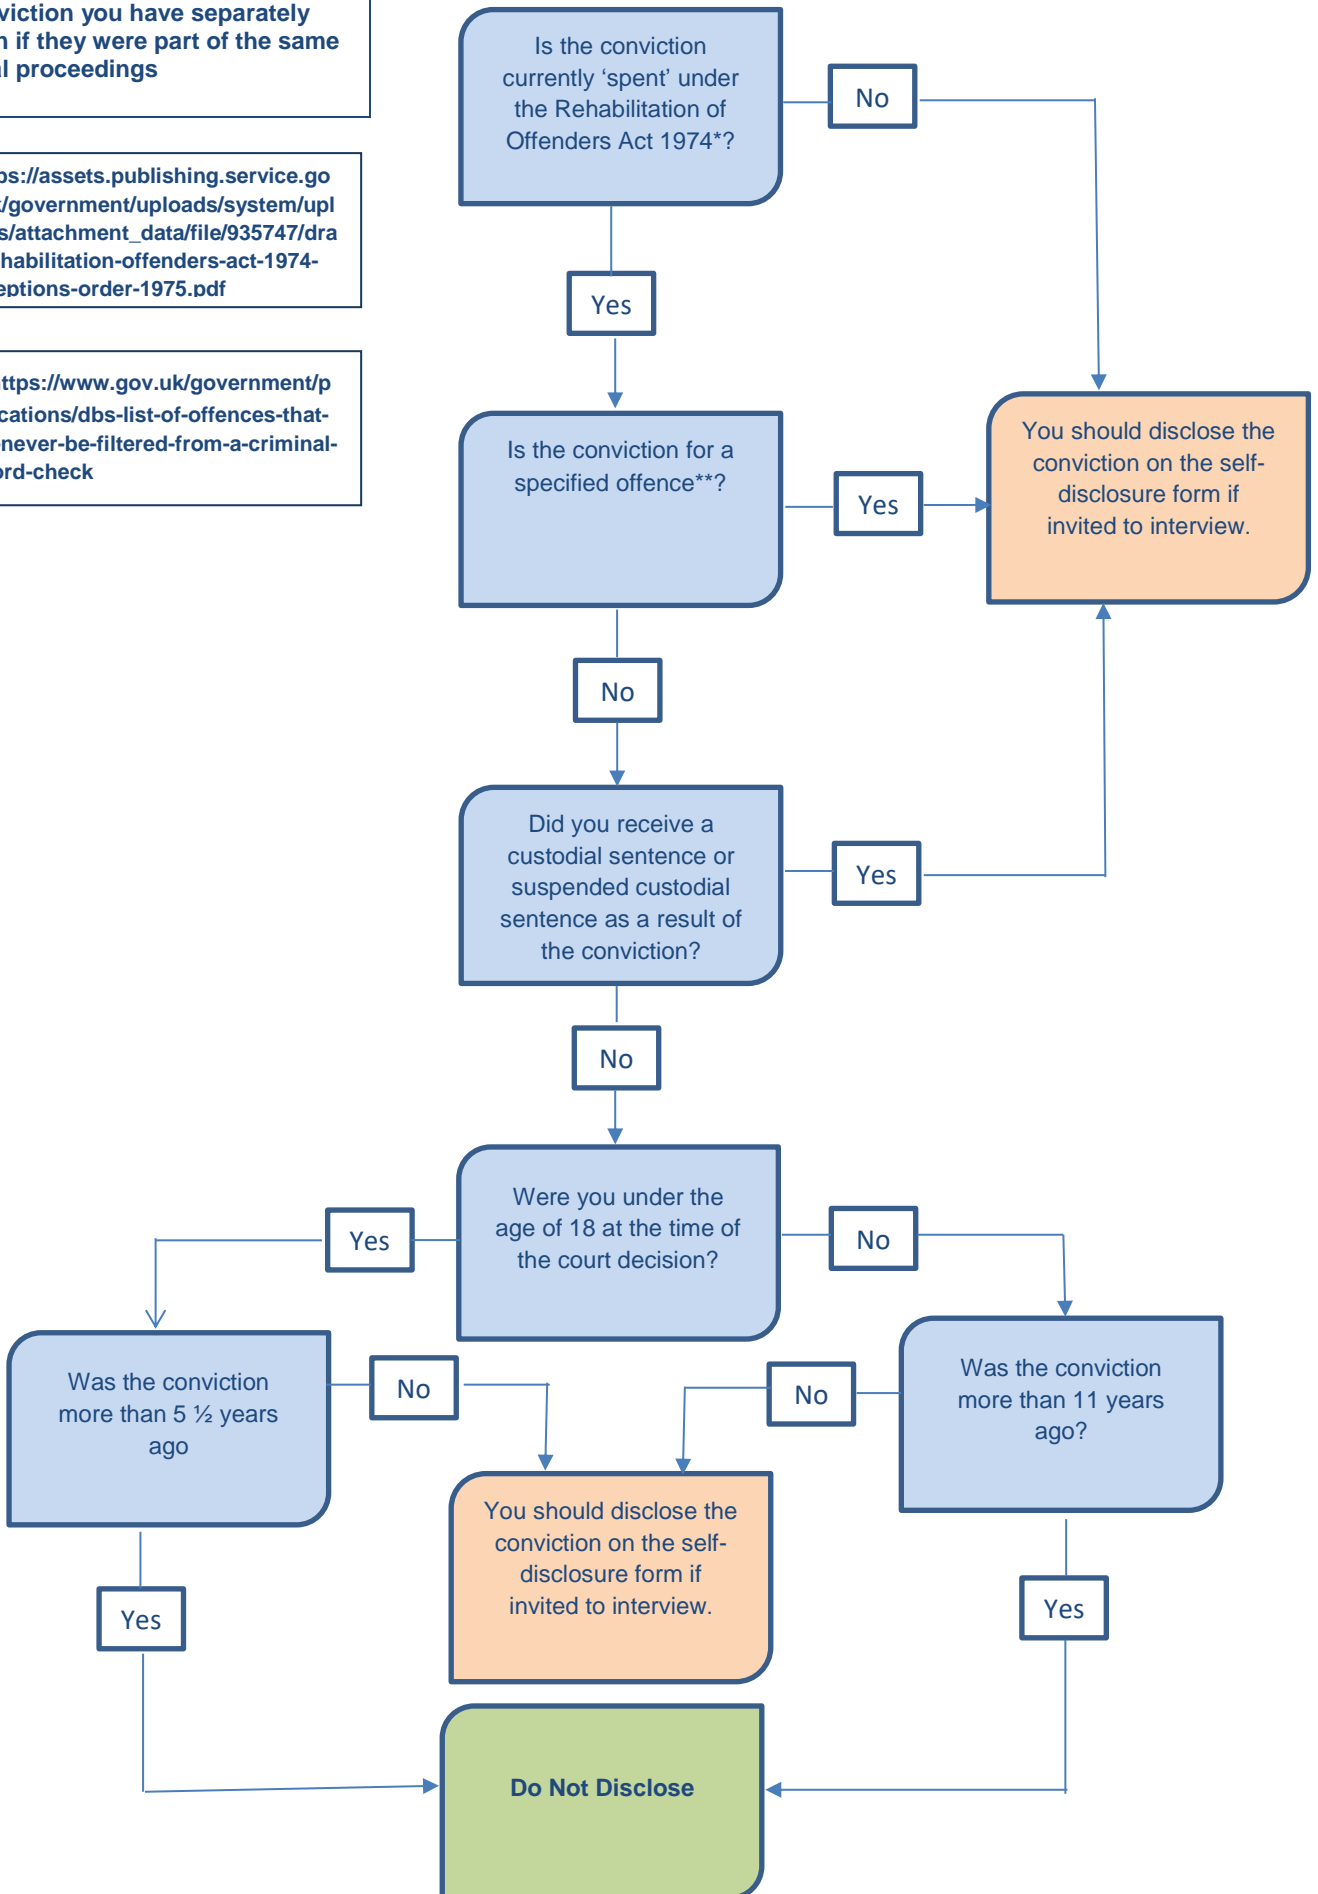 viction you have separately
if they were part of the same
proceedings
ps://assets.publishing.service.go
/government/uploads/system/upl
s/attachment_data/file/935747/dra
habilitation-offenders-act-1974-
eptions-order-1975.pdf
ttps://www.gov.uk/government/p
ications/dbs-list-of-offences-that-
-never-be-filtered-from-a-criminal-
ord-check
Is the conviction
currently ‘spent’ under
the Rehabilitation of
Offenders Act 1974*?
No
Yes
Is the conviction for a
specified offence**?
Yes
You should disclose the
conviction on the self-
disclosure form if
invited to interview.
No
Did you receive a
custodial sentence or
suspended custodial
sentence as a result of
the conviction?
Yes
No
Were you under the
age of 18 at the time of
the court decision?
Yes
No
Was the conviction
more than 5 ½ years
ago
No
No
Was the conviction
more than 11 years
ago?
You should disclose the
conviction on the self-
disclosure form if
invited to interview.
Yes
Yes
Do Not Disclose